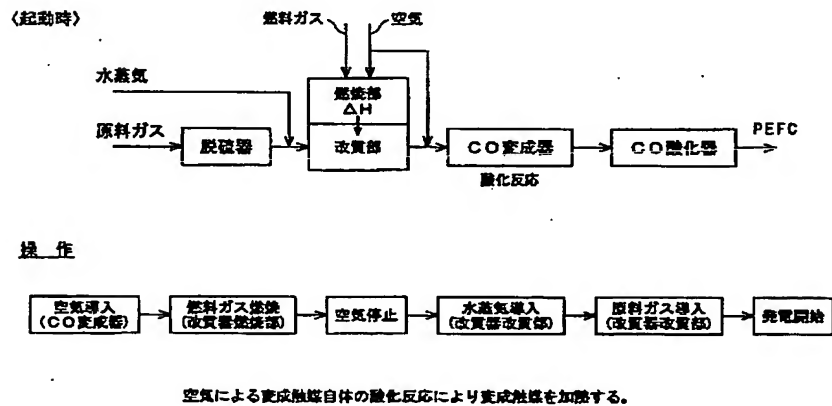 〈起動時〉
燃料ガス
空気
水蒸気
燃焼部
△H
原料ガス
脱硫器
改質部
CO変成器
CO酸化器
PEFC
酸化反応
操 作
空気導入
(CO変成器)
燃料ガス燃焼
(改質器燃焼部)
空気停止
水蒸気導入
(改質器改質部)
原料ガス導入
(改質器改質部)
発電開始
空気による変成触媒自体の酸化反応により変成触媒を加熱する。